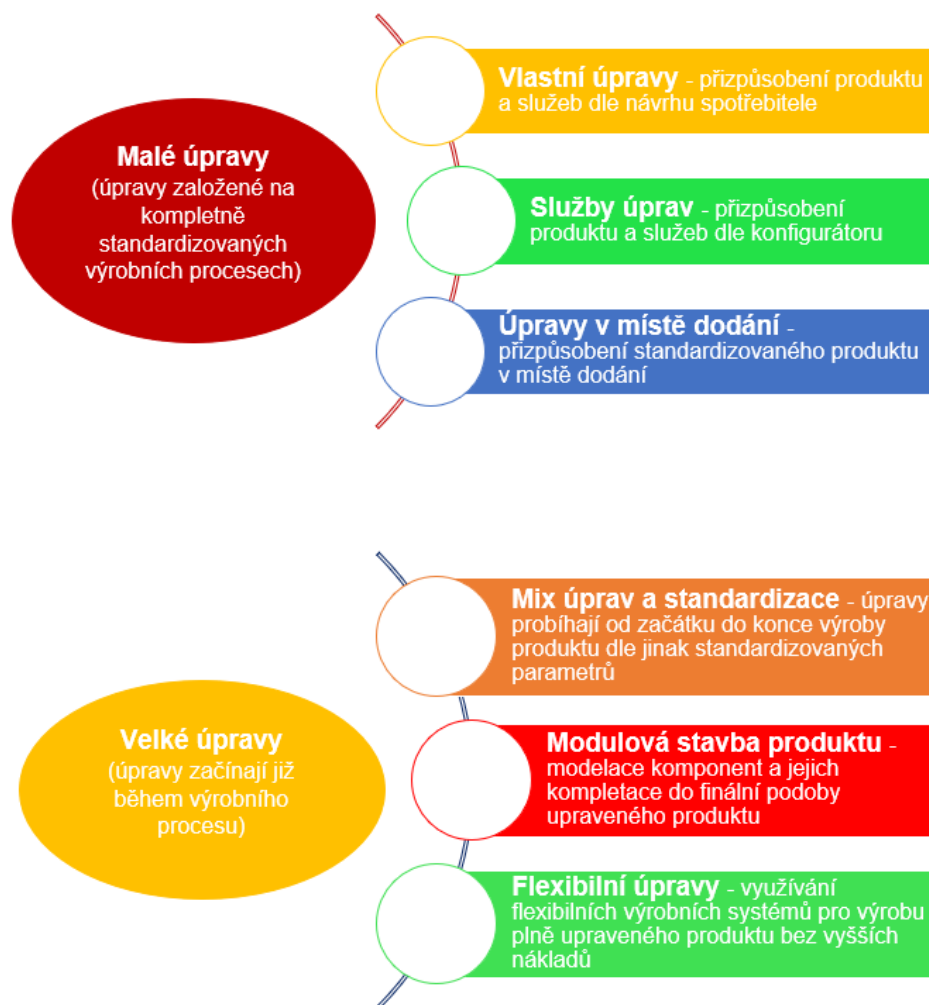 Malé úpravy
(úpravy založené na
kompletně
standardizovaných
výrobních procesech)
Vlastní úpravy - přizpůsobení produktu
a služeb dle návrhu spotřebitele
Služby úprav - přizpůsobení
produktu a služeb dle konfigurátoru
Úpravy v místě dodání -
přizpůsobení standardizovaného produktu
v místě dodání
Velké úpravy
(úpravy začínají již
během výrobního
procesu)
Mix úprav a standardizace - úpravy
probíhají od začátku do konce výroby
produktu dle jinak standardizovaných
parametrů
Modulová stavba produktu -
modelace komponent a jejich
kompletace do finální podoby
upraveného produktu
Flexibilní úpravy - využívání
flexibilních výrobních systémů pro výrobu
plně upraveného produktu bez vyšších
nákladů